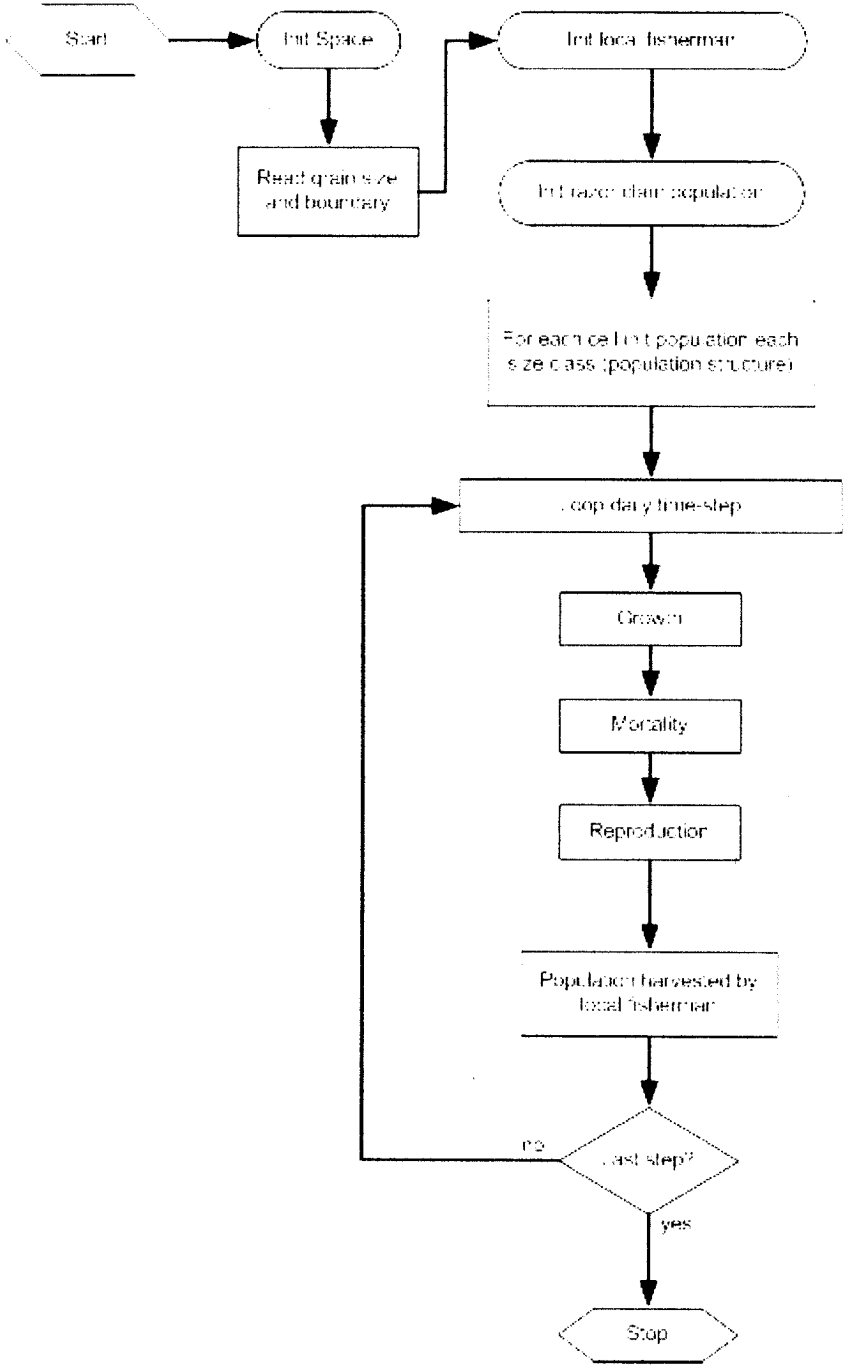 Start
Init Space
Init local fisherman
Read grain size
and boundary
Init razor clam population
For each cell init population each
size class (population structure)
Loop daily time-step
Growth
Mortality
Reproduction
Population harvested by
local fisherman
no
Last step?
yes
Stop